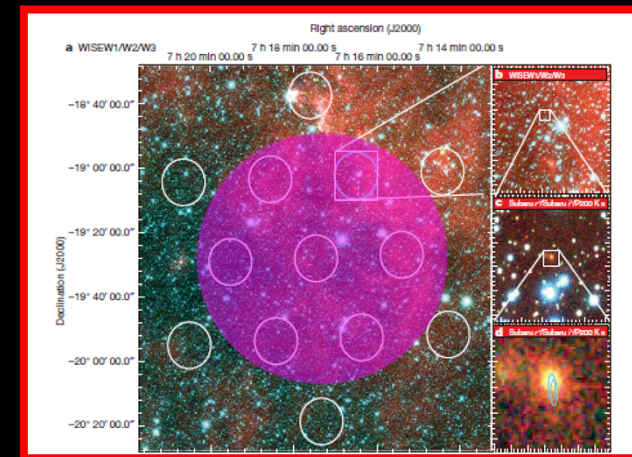 Right ascension (J2000)
a WISEW1/W2/W3
7 h 20 min 00.00 s
7 h 18 min 00.00 s
7 h 16 min 00.00 s
7 h 14 min 00.00 s
Declination (J2000)
−18° 40′ 00.0″
−19° 00′ 00.0″
−19° 20′ 00.0″
−19° 40′ 00.0″
−20° 00′ 00.0″
−20° 20′ 00.0″
b WISEW1/W2/W3
c Subaru r′/Subaru i′/P200 Ks
d Subaru r′/Subaru i′/P200 Ks